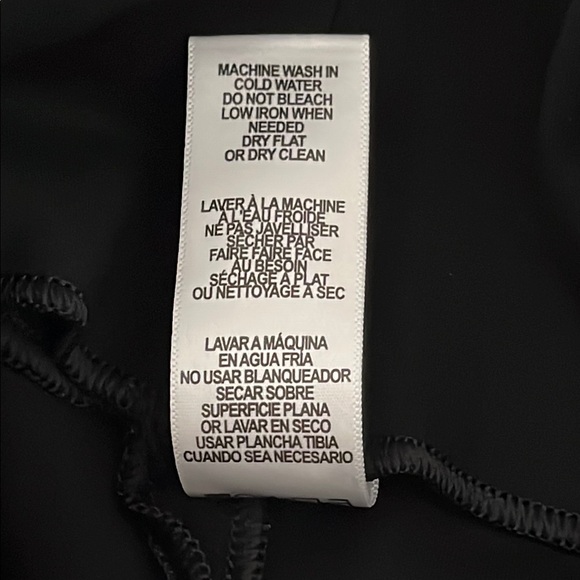 MACHINE WASH IN
COLD WATER
DO NOT BLEACH
LOW IRON WHEN
NEEDED
DRY FLAT
OR DRY CLEAN
LAVER À LA MACHINE
A L'EAU FROIDE
NE PAS JAVELLISER
SÉCHER PAR
FAIRE FAIRE FACE
AU BESOIN
SÉCHAGE A PLAT
OU NETTOYAGE A SEC
LAVAR A MÁQUINA
EN AGUA FRÍA
NO USAR BLANQUEADOR
SECAR SOBRE
SUPERFICIE PLANA
OR LAVAR EN SECO
USAR PLANCHA TIBIA
CUANDO SEA NECESARIO